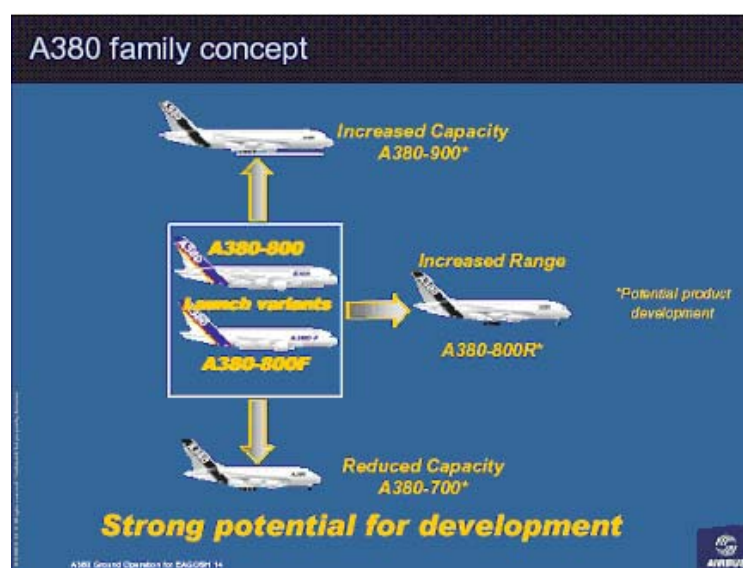 A380 family concept
Increased Capacity
A380-900*
A380-800
Launch variants
A380-800F
Increased Range
A380-800R*
*Potential product
development
Reduced Capacity
A380-700*
Strong potential for development
A380 Ground Operation for EAGOSH 14
AIRBUS